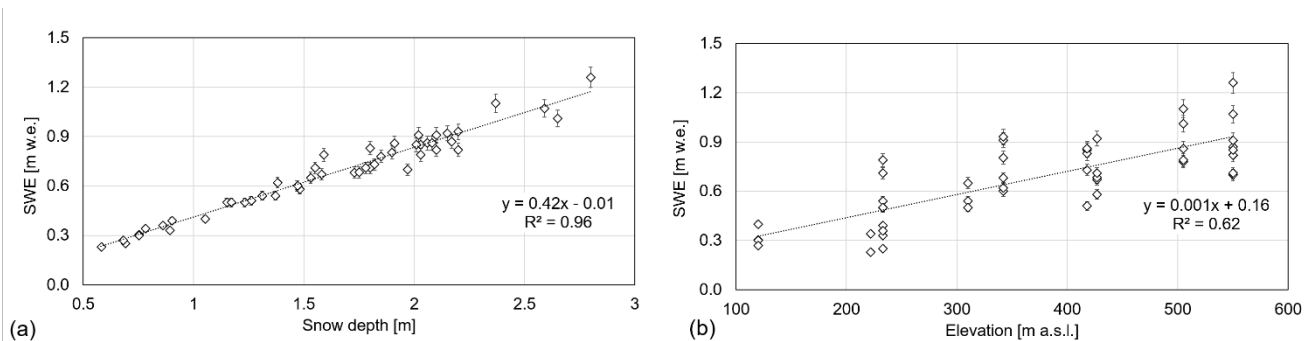 1.5
1.2
0.9
0.6
0.3
0.0
SWE [m w.e.]
y = 0.42x - 0.01
R² = 0.96
0.5 1 1.5 2 2.5 3
(a) Snow depth [m]
1.5
1.2
0.9
0.6
0.3
0.0
SWE [m w.e.]
y = 0.001x + 0.16
R² = 0.62
100 200 300 400 500 600
(b) Elevation [m a.s.l.]